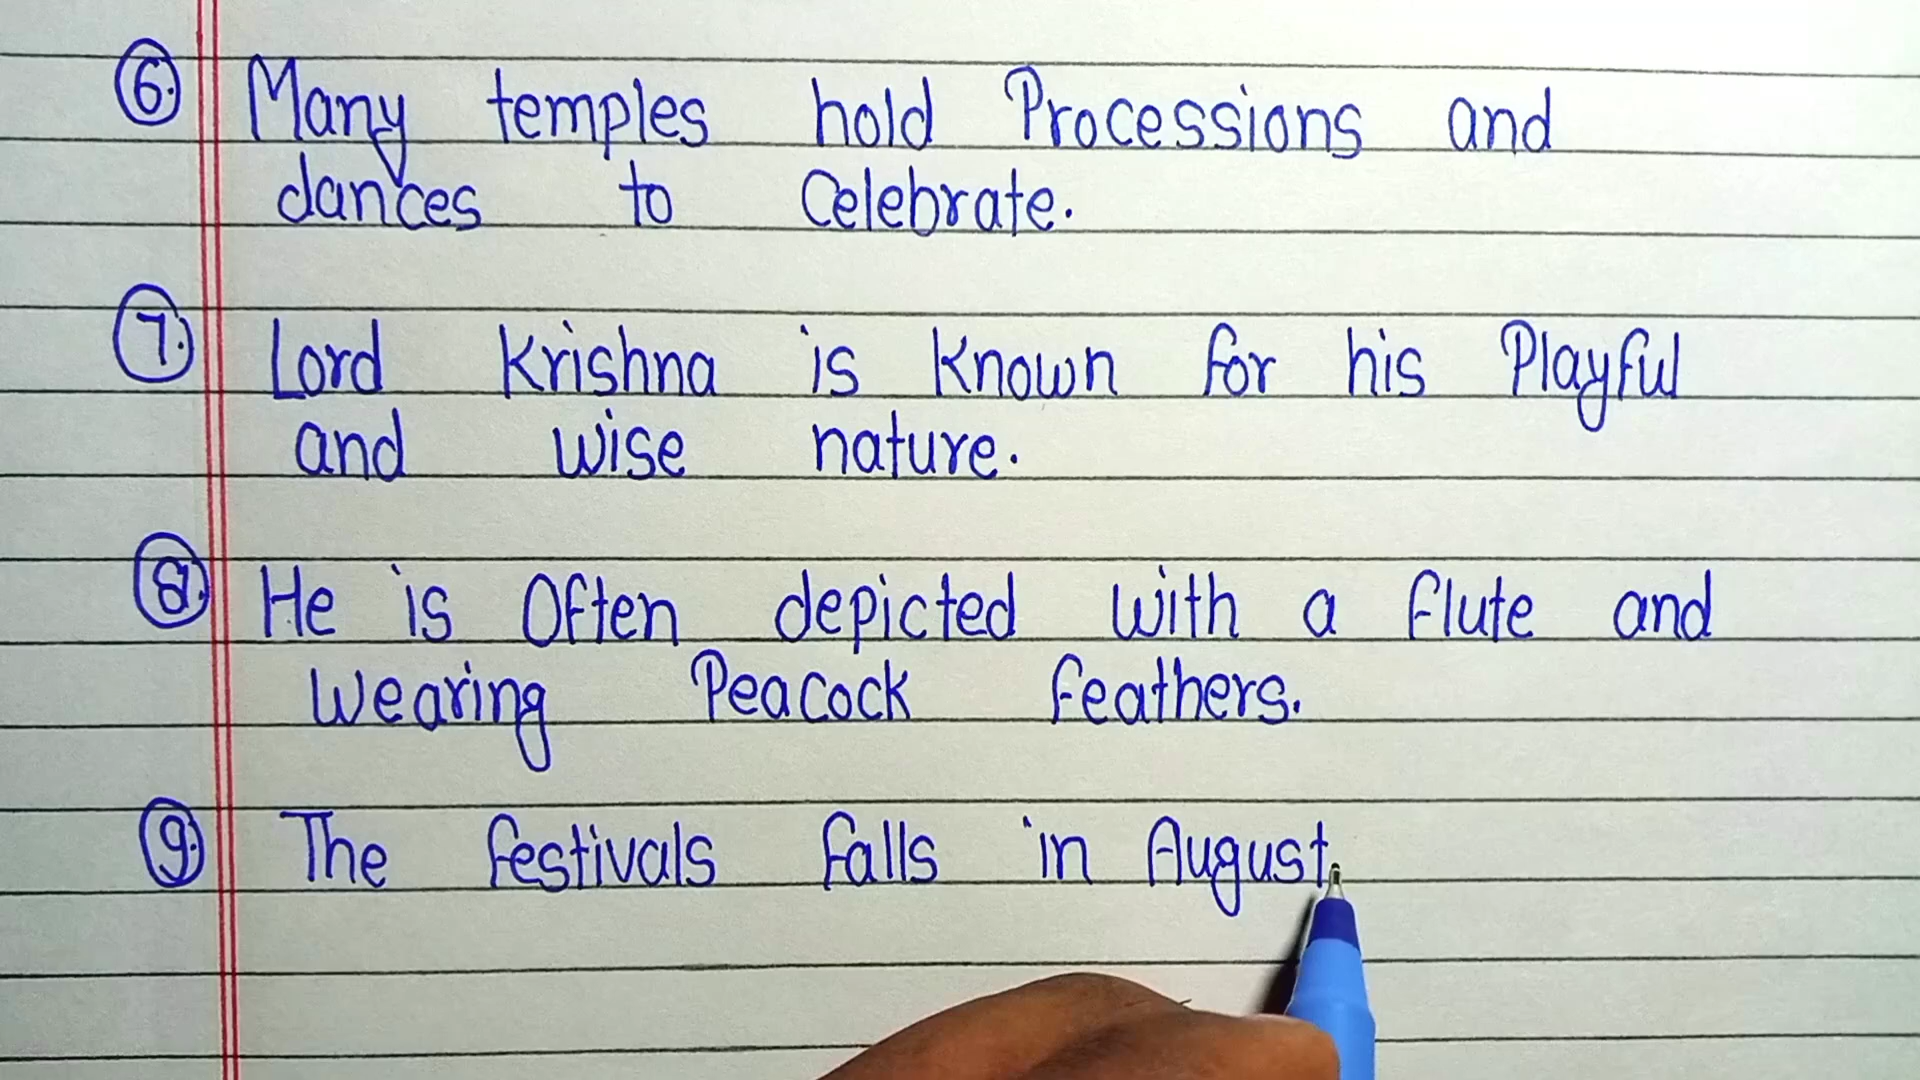 6. Many temples hold Processions and
dances to Celebrate.
7. Lord Krishna is Known for his Playful
and wise nature.
8. He is Often depicted with a flute and
Wearing Peacock feathers.
9. The festivals falls in August.